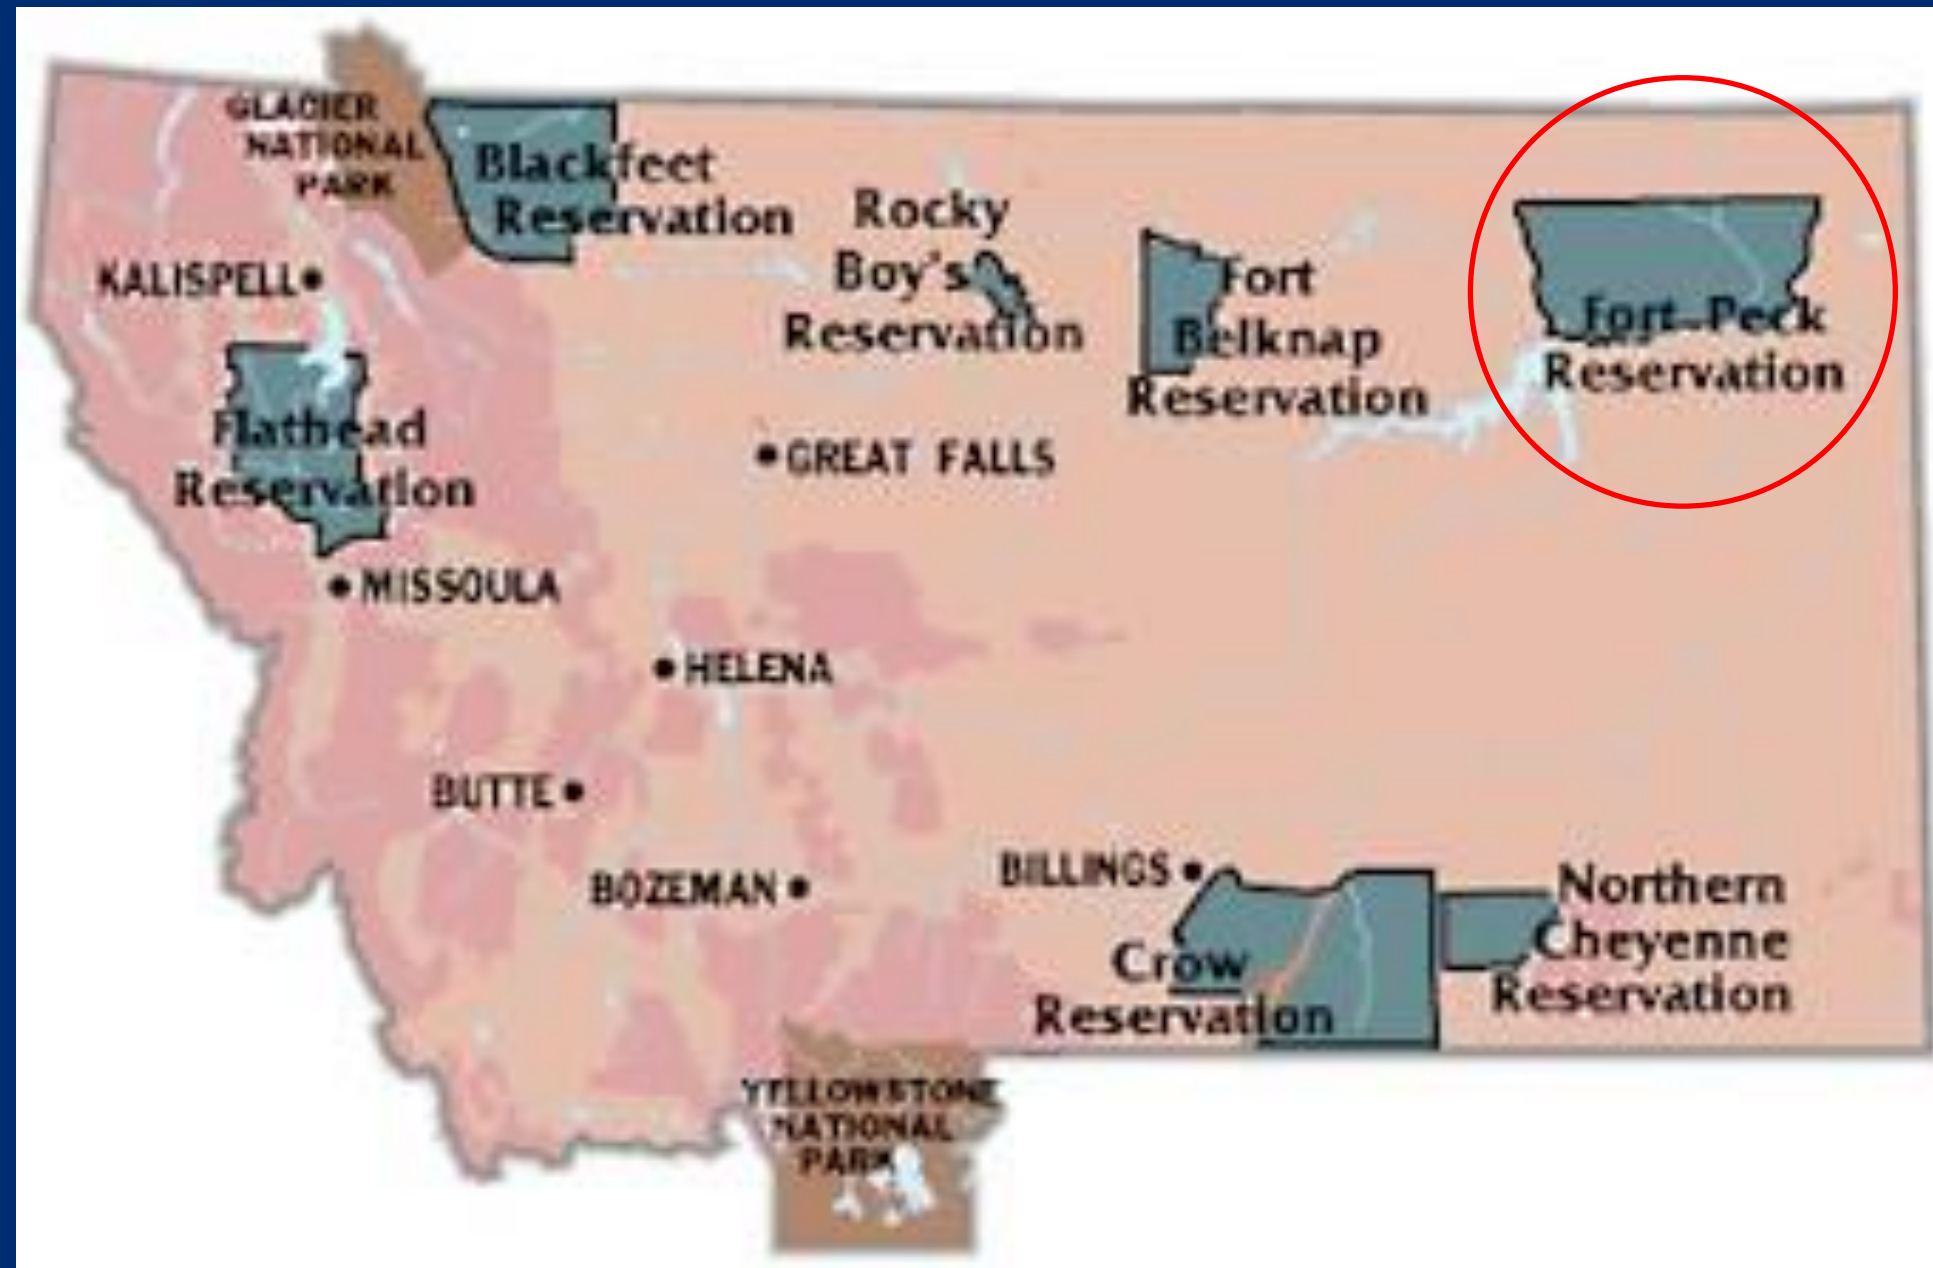 GLACIER
NATIONAL
PARK
Blackfeet
Reservation
Rocky
Boy's
Reservation
Fort
Belknap
Reservation
Fort Peck
Reservation
KALISPELL
Flathead
Reservation
GREAT FALLS
MISSOULA
HELENA
BUTTE
BOZEMAN
BILLINGS
Crow
Reservation
Northern
Cheyenne
Reservation
YELLOWSTONE
NATIONAL
PARK